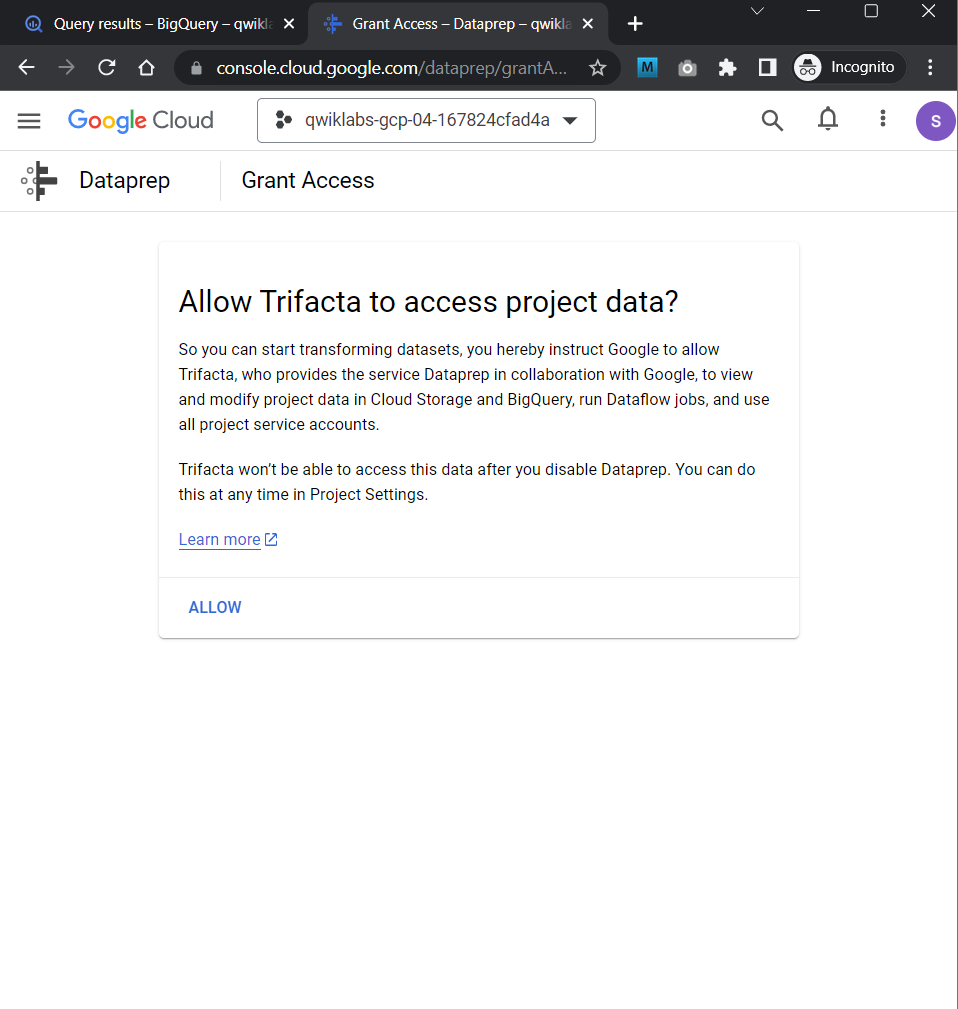 Query results – BigQuery – qwikla
Grant Access – Dataprep – qwikla
console.cloud.google.com/dataprep/grantA...
M
Incognito
Google Cloud
qwiklabs-gcp-04-167824cfad4a
S
Dataprep
Grant Access
Allow Trifacta to access project data?
So you can start transforming datasets, you hereby instruct Google to allow
Trifacta, who provides the service Dataprep in collaboration with Google, to view
and modify project data in Cloud Storage and BigQuery, run Dataflow jobs, and use
all project service accounts.
Trifacta won’t be able to access this data after you disable Dataprep. You can do
this at any time in Project Settings.
Learn more
ALLOW